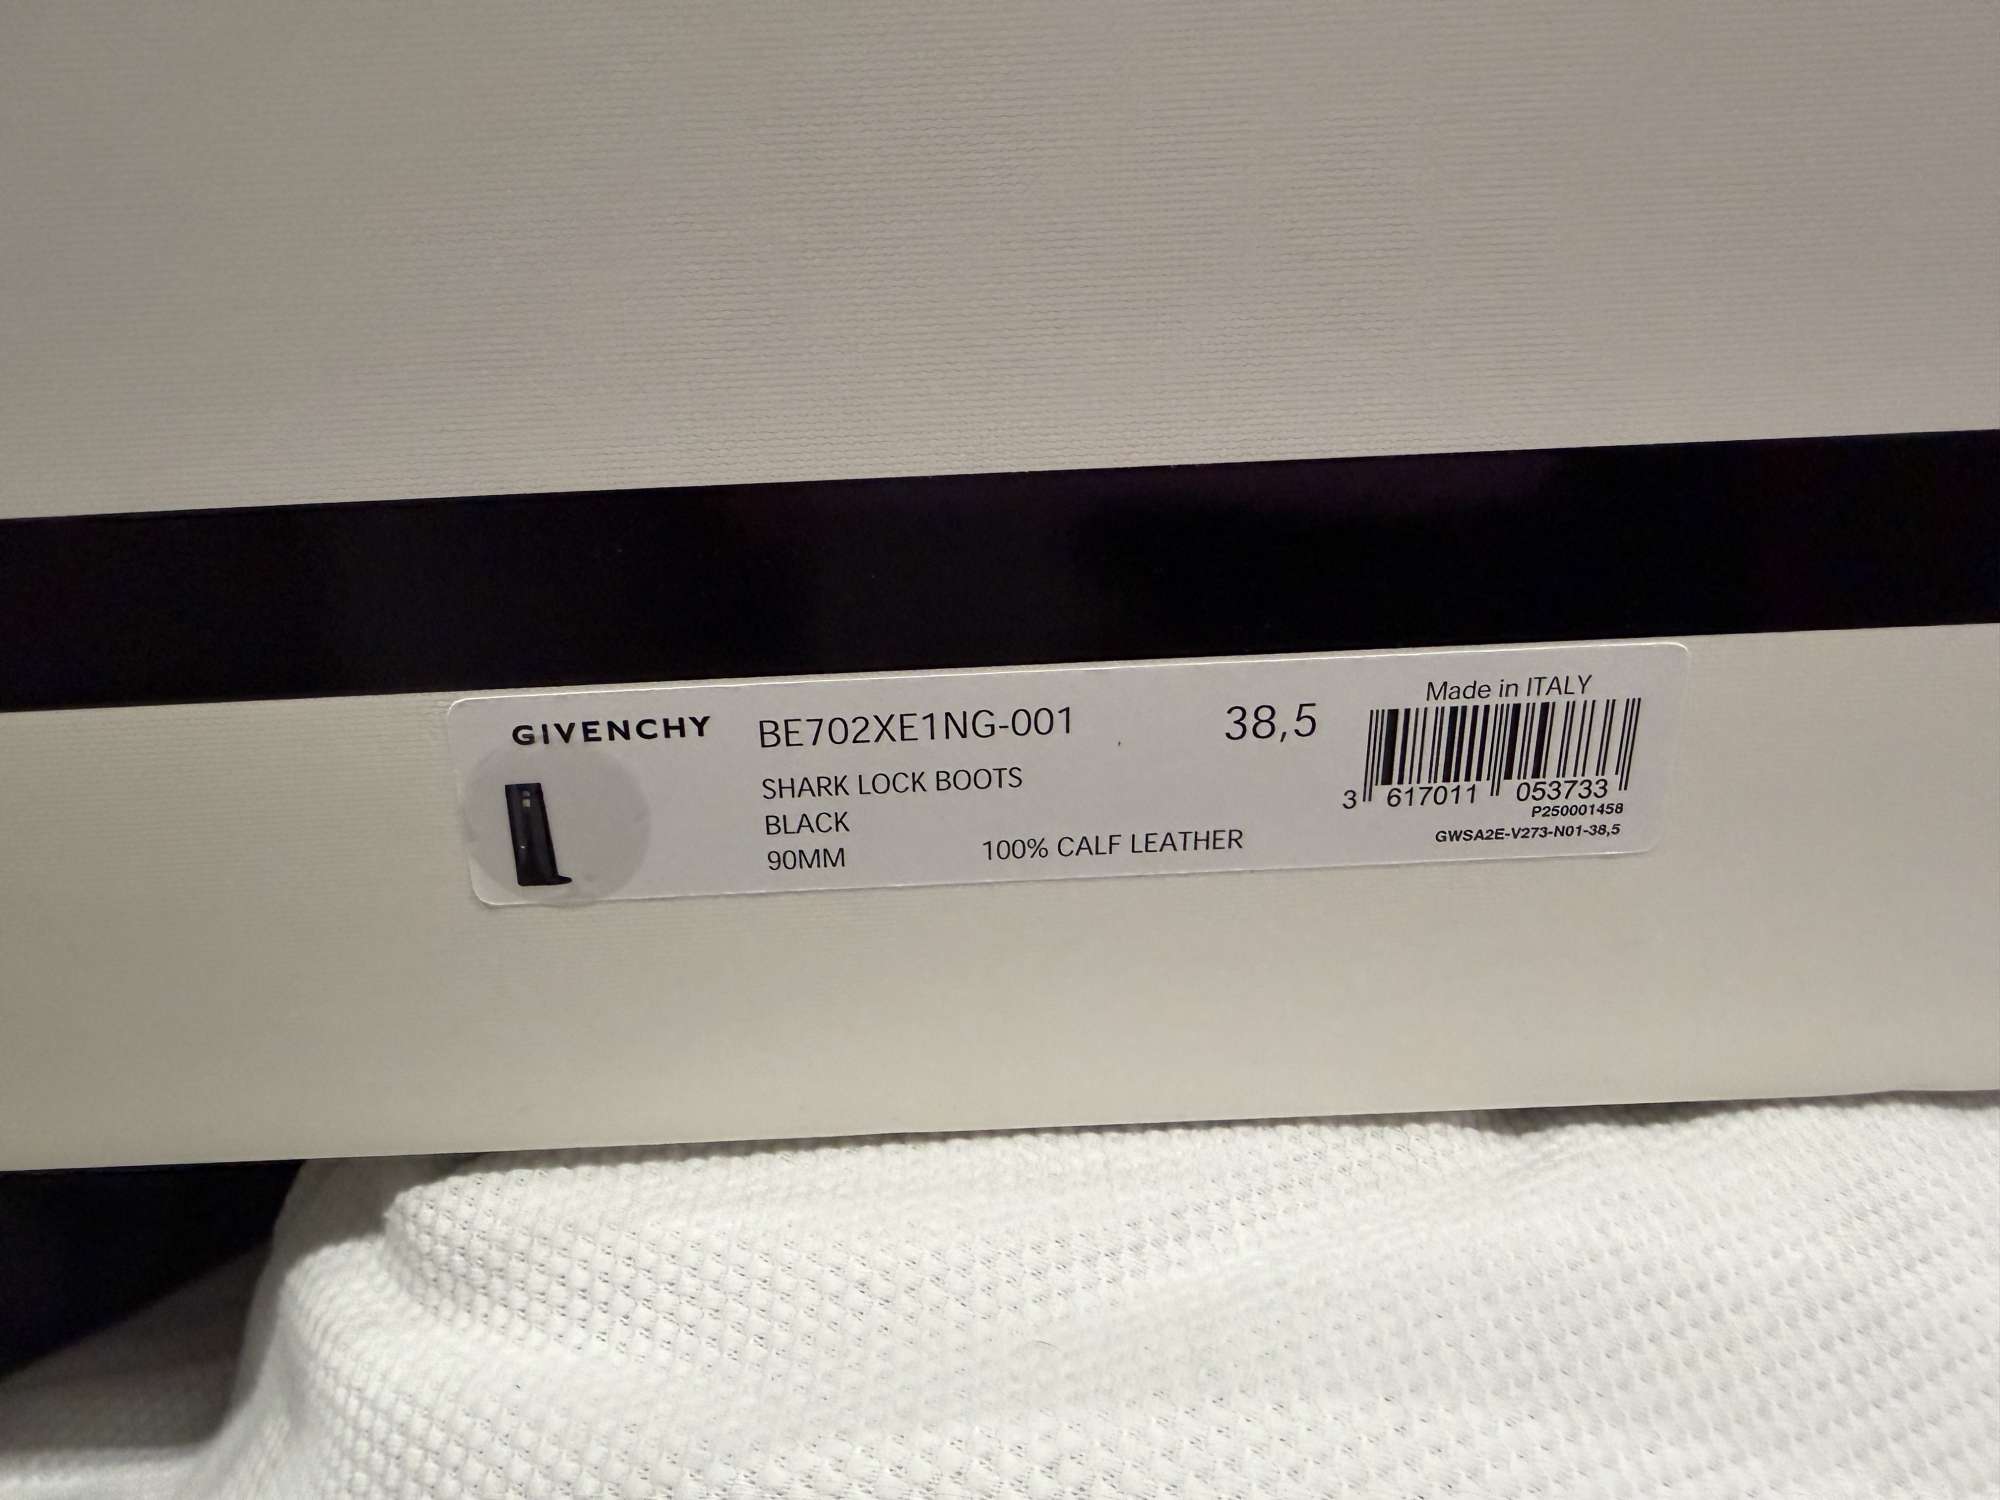 GIVENCHY BE702XE1NG-001 38,5 Made in ITALY
SHARK LOCK BOOTS
BLACK
90MM 100% CALF LEATHER
3 617011 053733
P250001458
GWSA2E-V273-N01-38,5